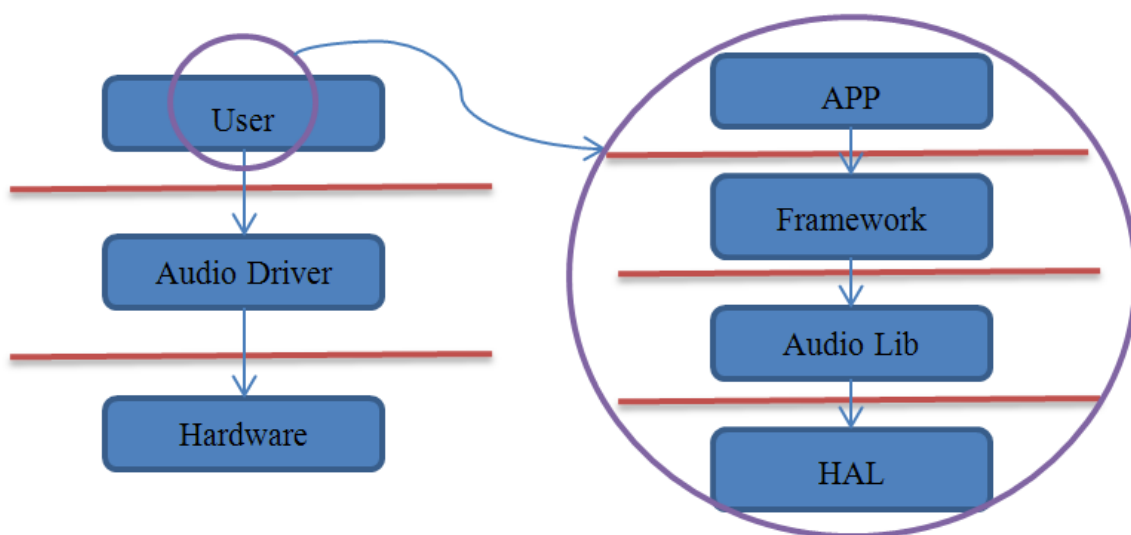 User
Audio Driver
Hardware
APP
Framework
Audio Lib
HAL